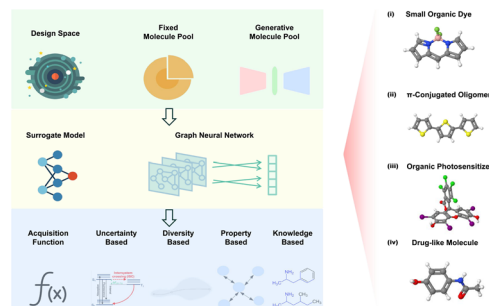 Design Space
Fixed
Molecule Pool
Generative
Molecule Pool
Surrogate Model
Graph Neural Network
Acquisition
Function
Uncertainty
Based
Diversity
Based
Property
Based
Knowledge
Based
f(x)
(i) Small Organic Dye
(ii) π-Conjugated Oligomer
(iii) Organic Photosensitize
(iv) Drug-like Molecule